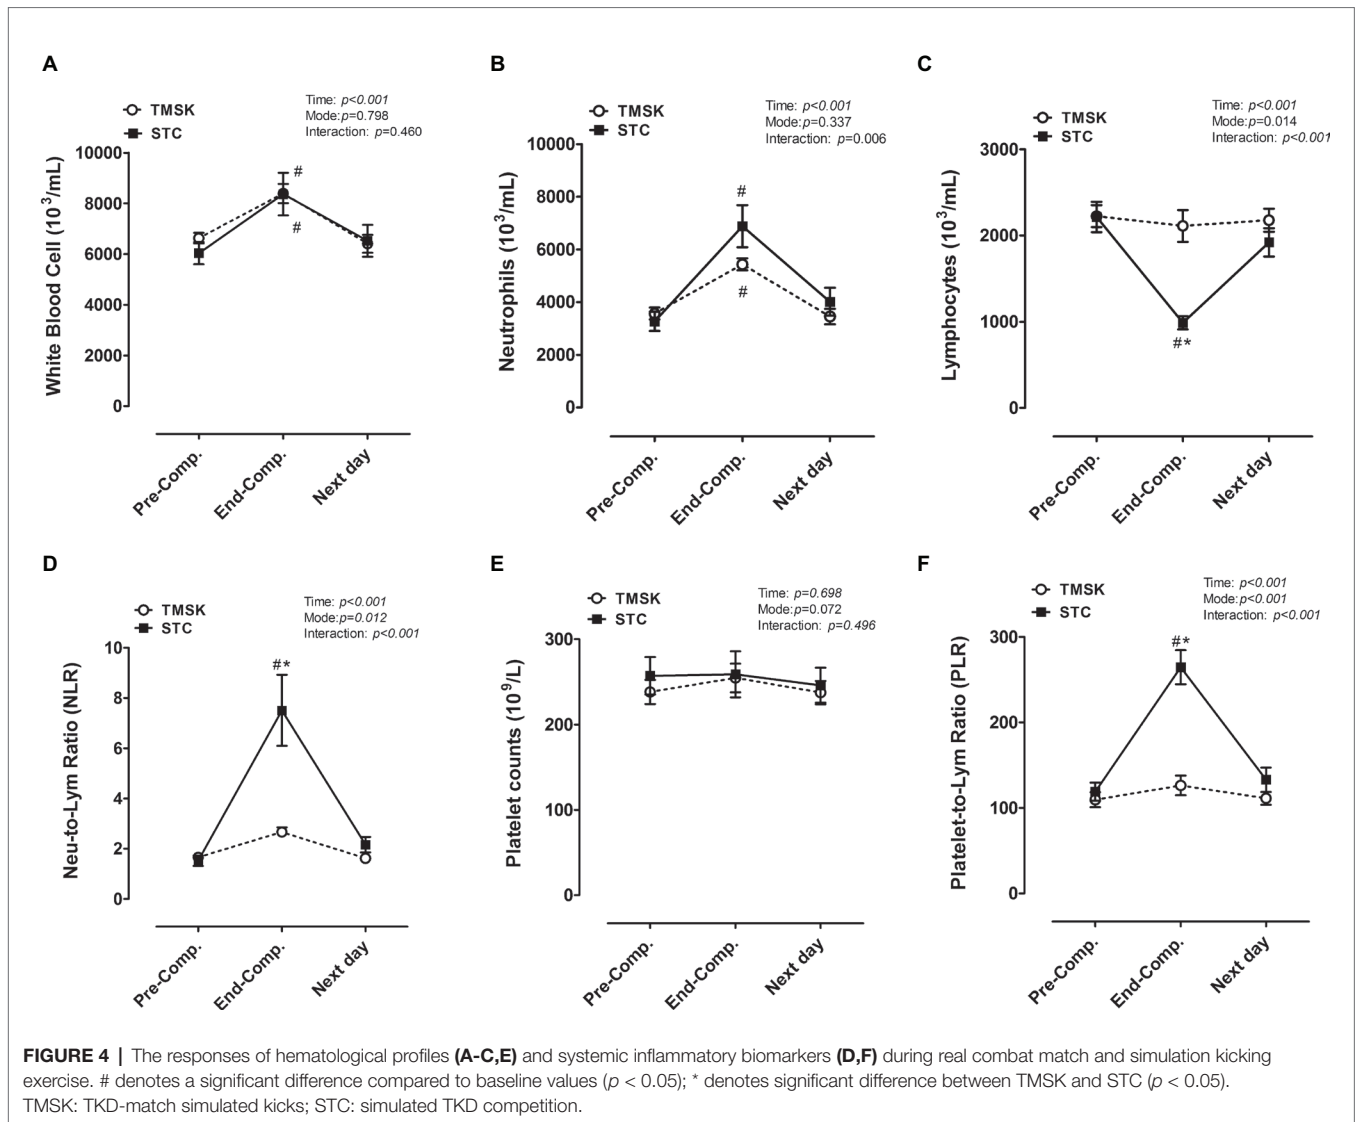 A
TMSK
STC
Time: p<0.001
Mode:p=0.798
Interaction: p=0.460
White Blood Cell (10³/mL)
10000
8000
6000
4000
2000
0
#
#
Pre-Comp.
End-Comp.
Next day
B
TMSK
STC
Time: p<0.001
Mode:p=0.337
Interaction: p=0.006
Neutrophils (10³/mL)
10000
8000
6000
4000
2000
0
#
#
Pre-Comp.
End-Comp.
Next day
C
TMSK
STC
Time: p<0.001
Mode:p=0.014
Interaction: p<0.001
Lymphocytes (10³/mL)
3000
2000
1000
0
#*
Pre-Comp.
End-Comp.
Next day
D
TMSK
STC
Time: p<0.001
Mode:p=0.012
Interaction: p<0.001
Neu-to-Lym Ratio (NLR)
10
8
6
4
2
0
#*
Pre-Comp.
End-Comp.
Next day
E
TMSK
STC
Time: p=0.698
Mode:p=0.072
Interaction: p=0.496
Platelet counts (10⁹/L)
300
200
100
0
Pre-Comp.
End-Comp.
Next day
F
TMSK
STC
Time: p<0.001
Mode:p<0.001
Interaction: p<0.001
Platelet-to-Lym Ratio (PLR)
300
200
100
0
#*
Pre-Comp.
End-Comp.
Next day
FIGURE 4 | The responses of hematological profiles (A-C,E) and systemic inflammatory biomarkers (D,F) during real combat match and simulation kicking
exercise. # denotes a significant difference compared to baseline values (p < 0.05); * denotes significant difference between TMSK and STC (p < 0.05).
TMSK: TKD-match simulated kicks; STC: simulated TKD competition.